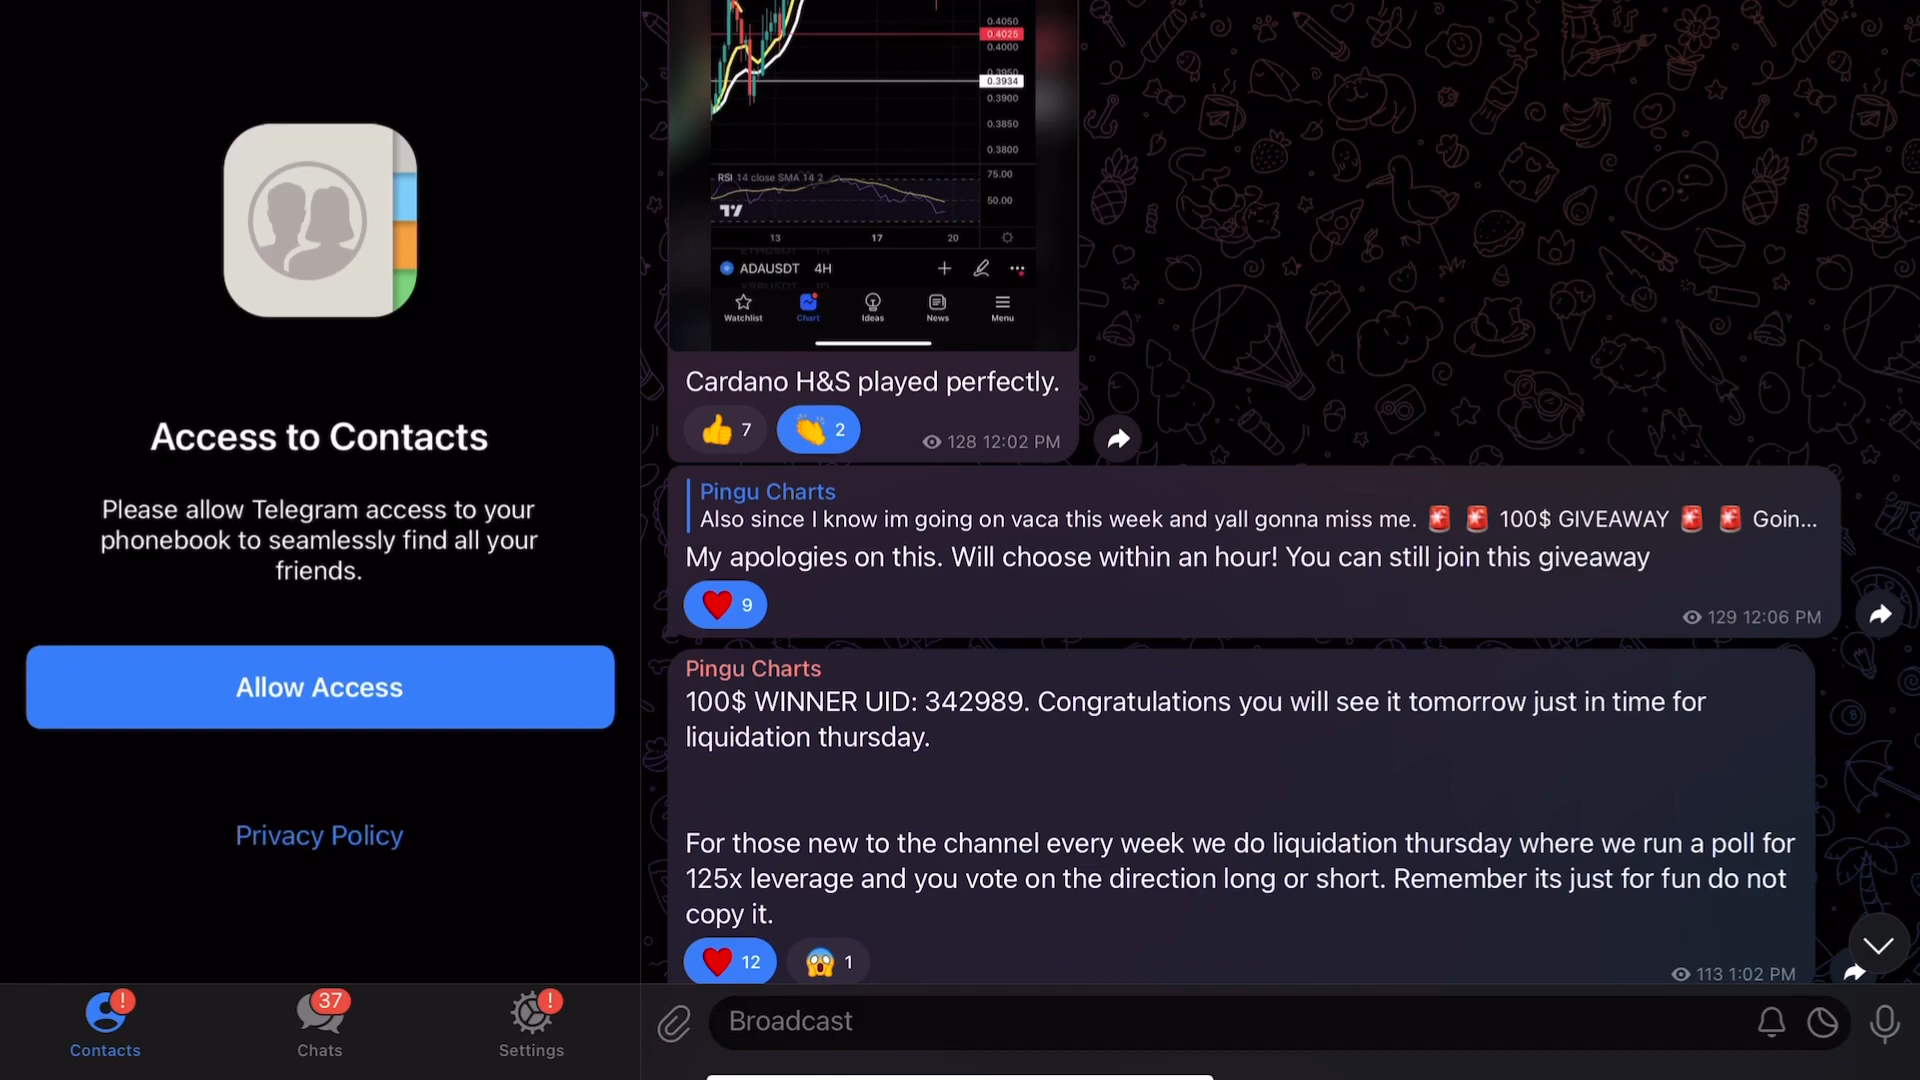 Access to Contacts
Please allow Telegram access to your
phonebook to seamlessly find all your
friends.
Allow Access
Privacy Policy
!
Contacts
37
Chats
!
Settings
0.4050
0.4025
0.4000
0.3950
0.3934
0.3900
0.3850
0.3800
RSI 14 close SMA 14 2
75.00
50.00
13 17 20
ADAUSDT 4H
Watchlist Chart Ideas News Menu
Cardano H&S played perfectly.
👍 7 👏 2 128 12:02 PM
Pingu Charts
Also since I know im going on vaca this week and yall gonna miss me. 🚨 🚨 100$ GIVEAWAY 🚨 🚨 Goin...
My apologies on this. Will choose within an hour! You can still join this giveaway
❤️ 9
129 12:06 PM
Pingu Charts
100$ WINNER UID: 342989. Congratulations you will see it tomorrow just in time for
liquidation thursday.
For those new to the channel every week we do liquidation thursday where we run a poll for
125x leverage and you vote on the direction long or short. Remember its just for fun do not
copy it.
❤️ 12 😱 1
113 1:02 PM
Broadcast